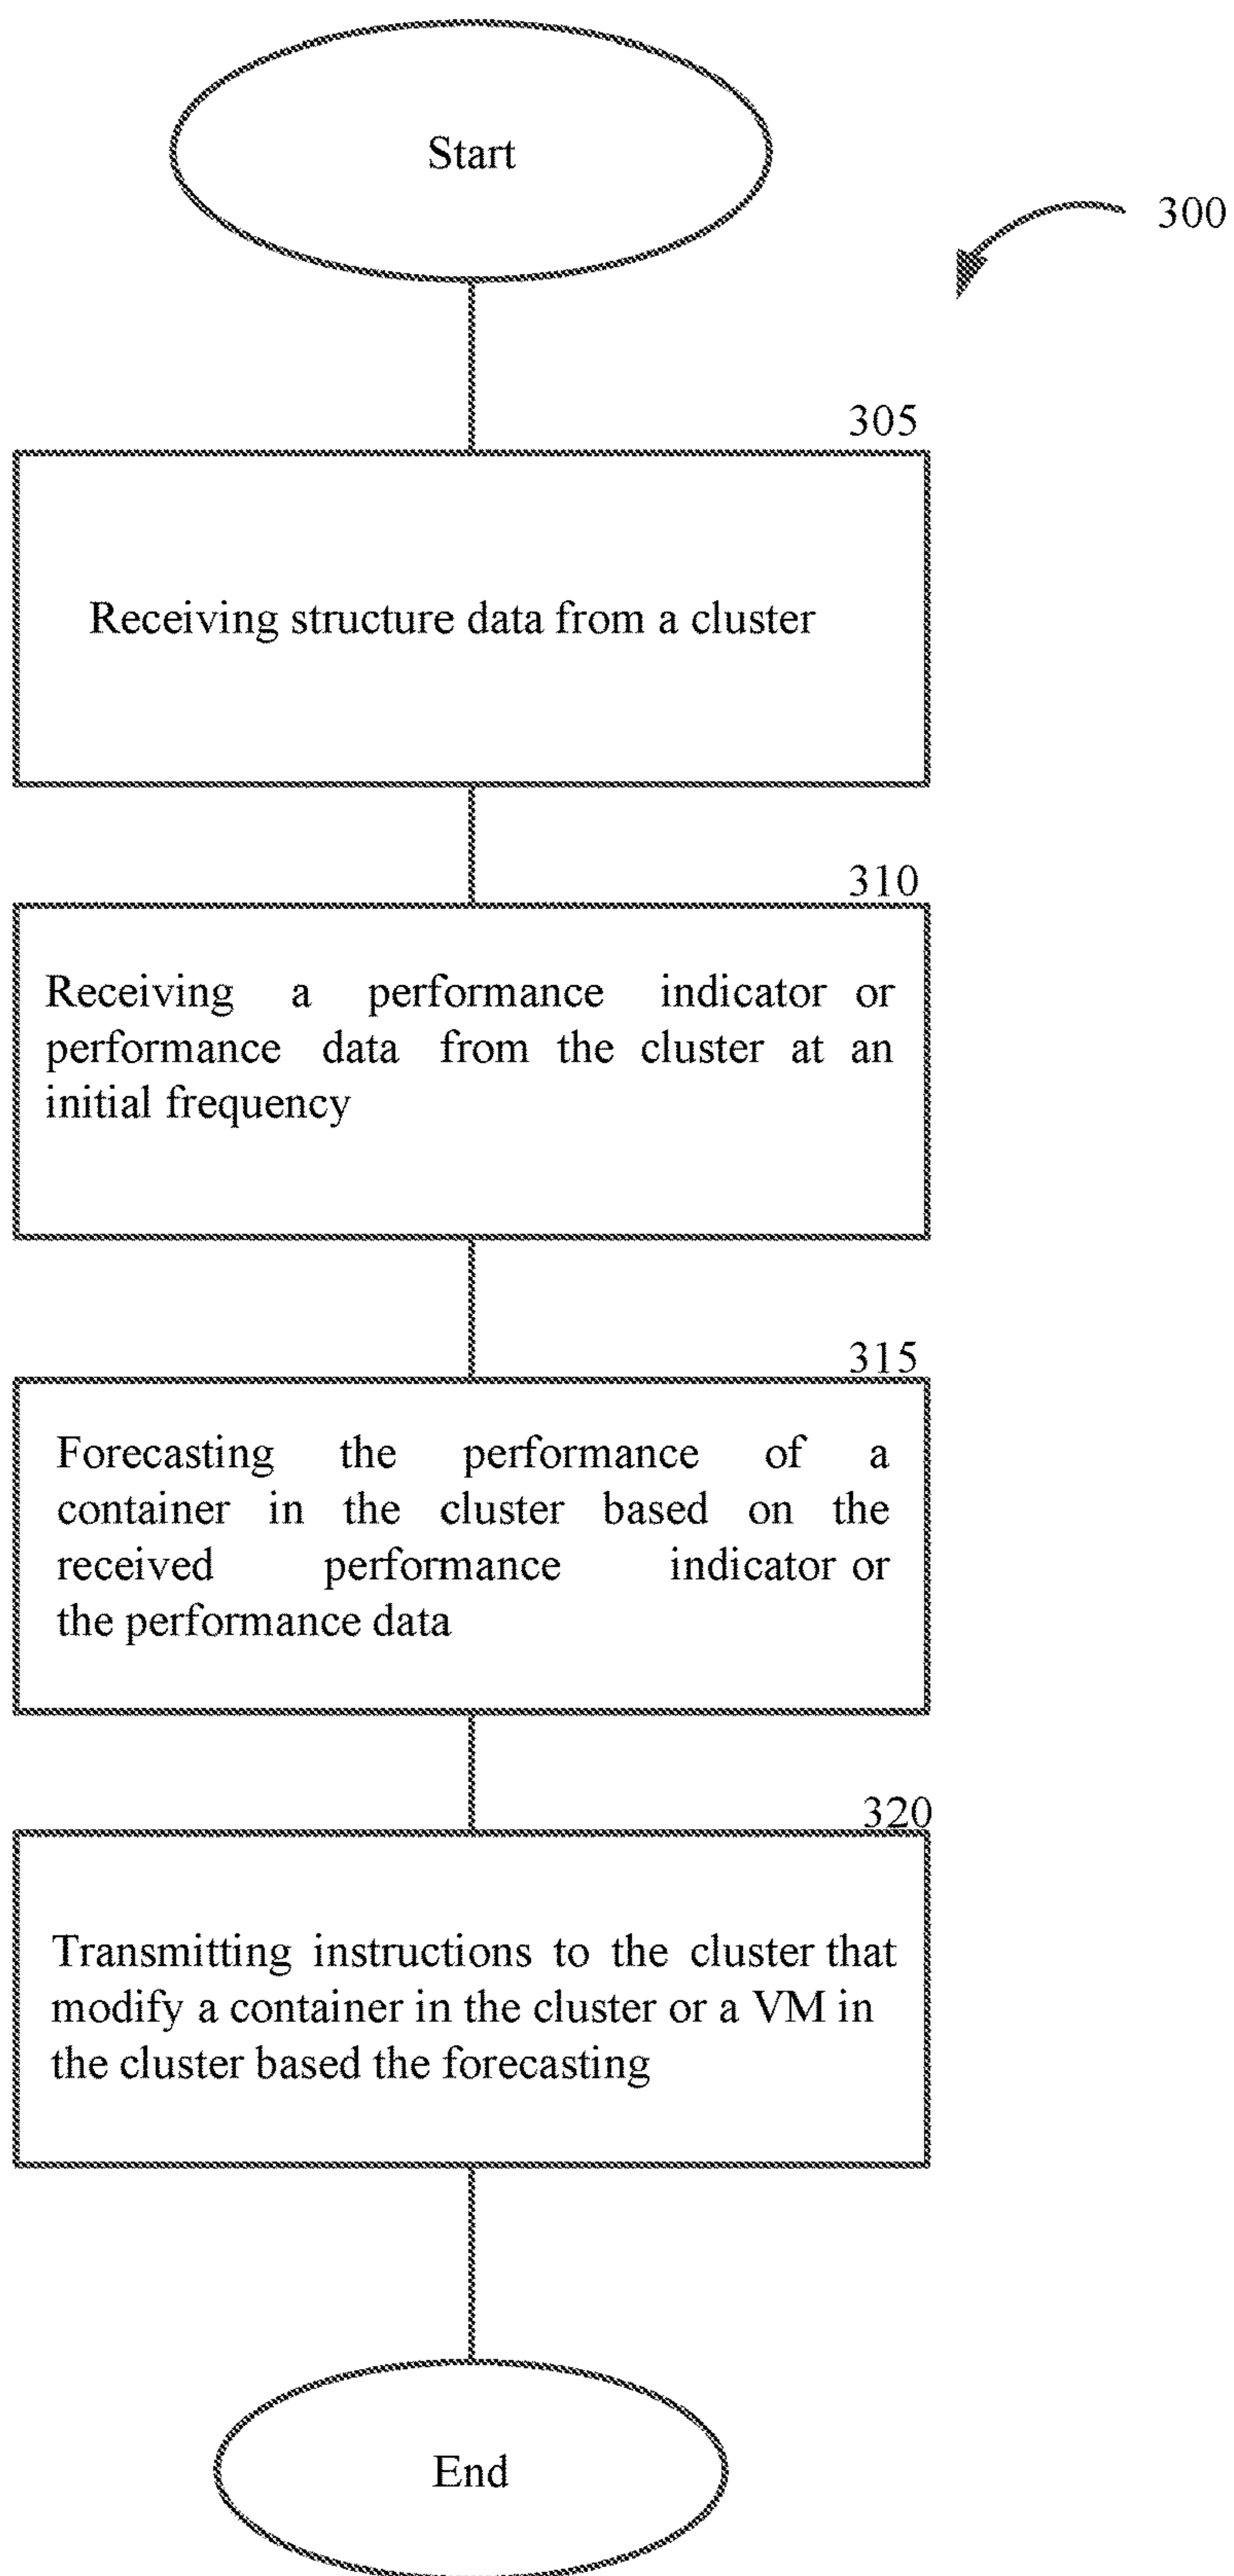 Start
300
305
Receiving structure data from a cluster
310
Receiving a performance indicator or
performance data from the cluster at an
initial frequency
315
Forecasting the performance of a
container in the cluster based on the
received performance indicator or
the performance data
320
Transmitting instructions to the cluster that
modify a container in the cluster or a VM in
the cluster based the forecasting
End